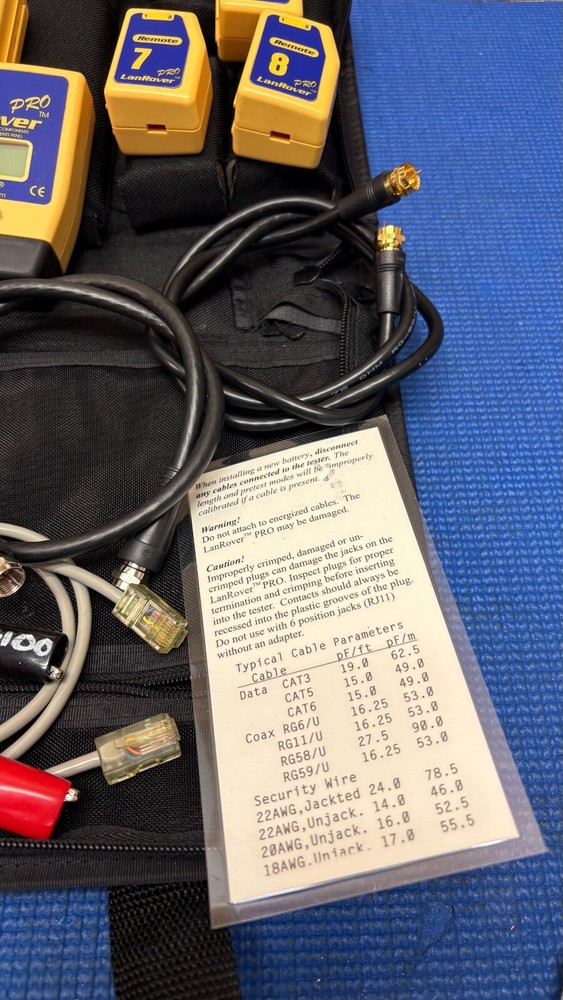 Remote
7
PRO
LanRover™
Remote
8
PRO
LanRover™
PRO
TM
CE
When installing a new battery, disconnect
any cables connected to the tester. The
length and pretest modes will be improperly
calibrated if a cable is present.
Warning!
Do not attach to energized cables. The
LanRover™ PRO may be damaged.
Caution!
Improperly crimped, damaged or un-
crimped plugs can damage the jacks on the
LanRover™ PRO. Inspect plugs for proper
termination and crimping before inserting
into the tester. Contacts should always be
recessed into the plastic grooves of the plug.
Do not use with 6 position jacks (RJ11)
without an adapter.
Typical Cable Parameters
Cable pF/ft pF/m
Data CAT3 19.0 62.5
CAT5 15.0 49.0
CAT6 15.0 49.0
Coax RG6/U 16.25 53.0
RG11/U 16.25 53.0
RG58/U 27.5 90.0
RG59/U 16.25 53.0
Security Wire
22AWG,Jackted 24.0 78.5
22AWG,Unjack. 14.0 46.0
20AWG,Unjack. 16.0 52.5
18AWG,Unjack. 17.0 55.5
100